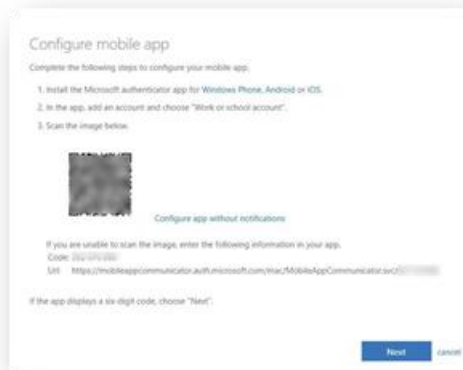 Configure mobile app
Complete the following steps to configure your mobile app.
1. Install the Microsoft authenticator app for Windows Phone, Android or iOS.
2. In the app, add an account and choose "Work or school account".
3. Scan the image below.
Configure app without notifications
If you are unable to scan the image, enter the following information in your app.
Code:
Url: https://mobileappcommunicator.auth.microsoft.com/mac/MobileAppCommunicator.svc/
If the app displays a six-digit code, choose "Next".
Next cancel